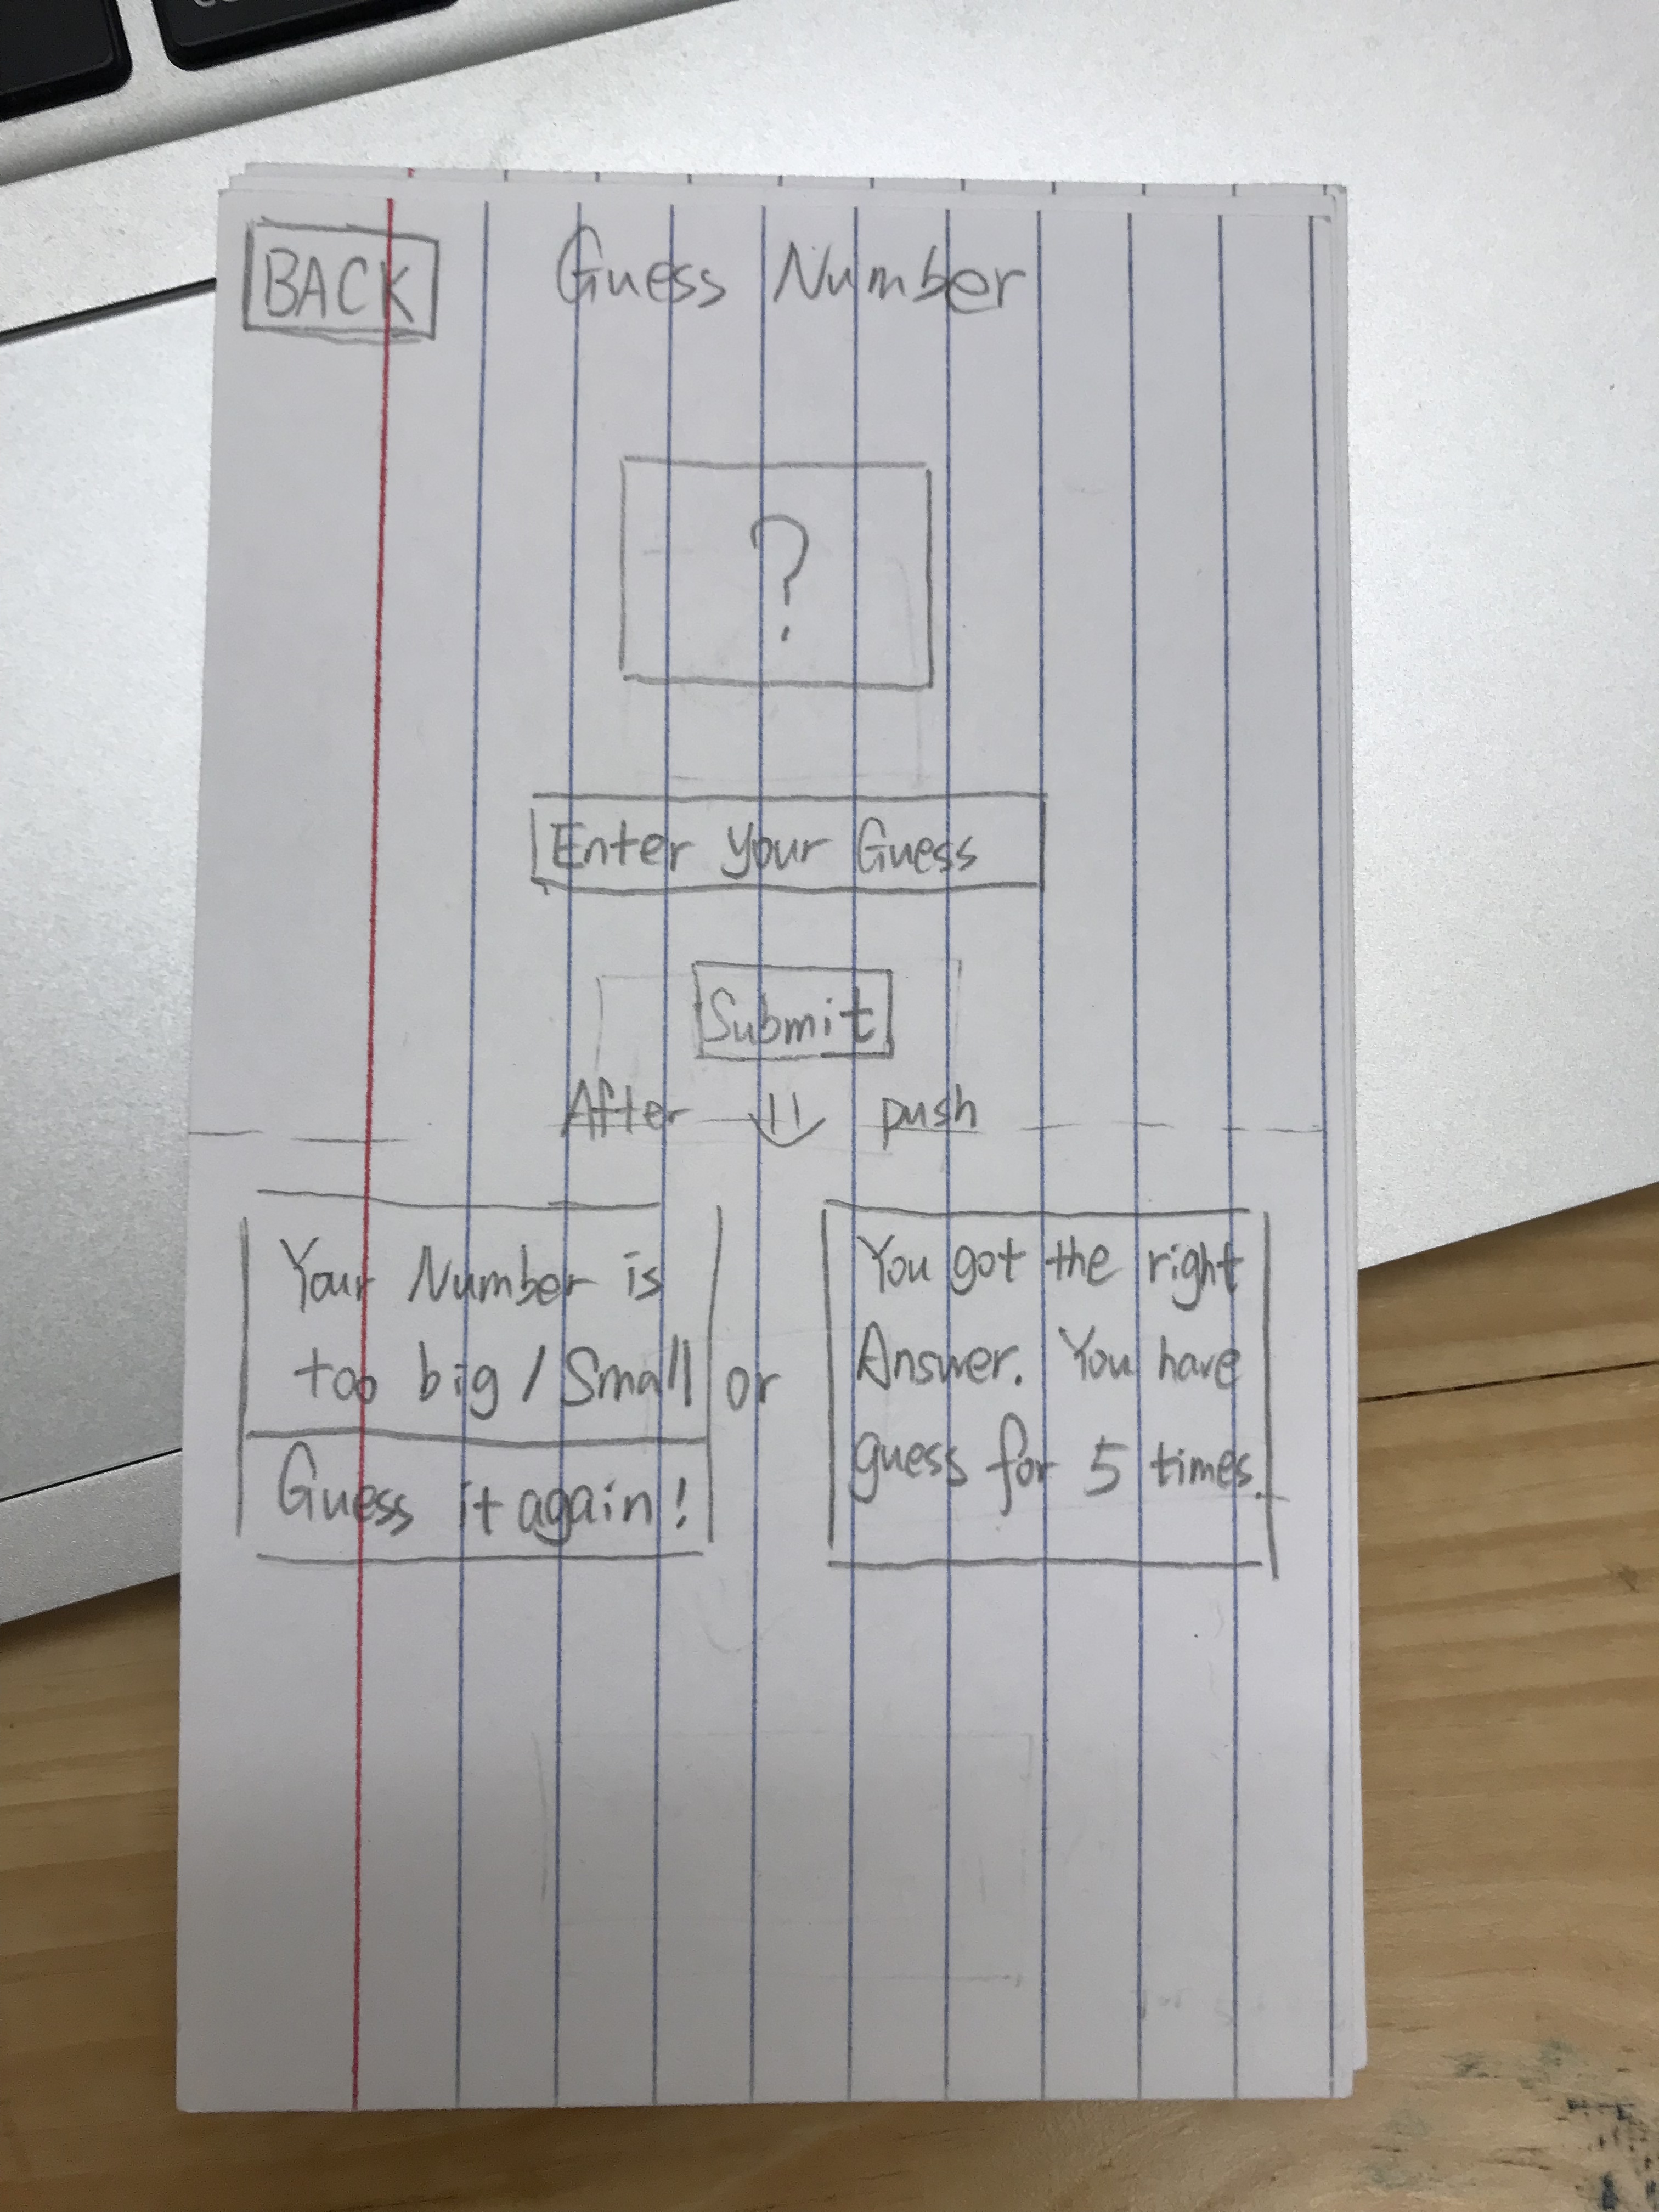 BACK
Guess Number
?
Enter your Guess
Submit
After ⇓ push
Your Number is
too big / Small
Guess it again!
or
You got the right
Answer. You have
guess for 5 times.